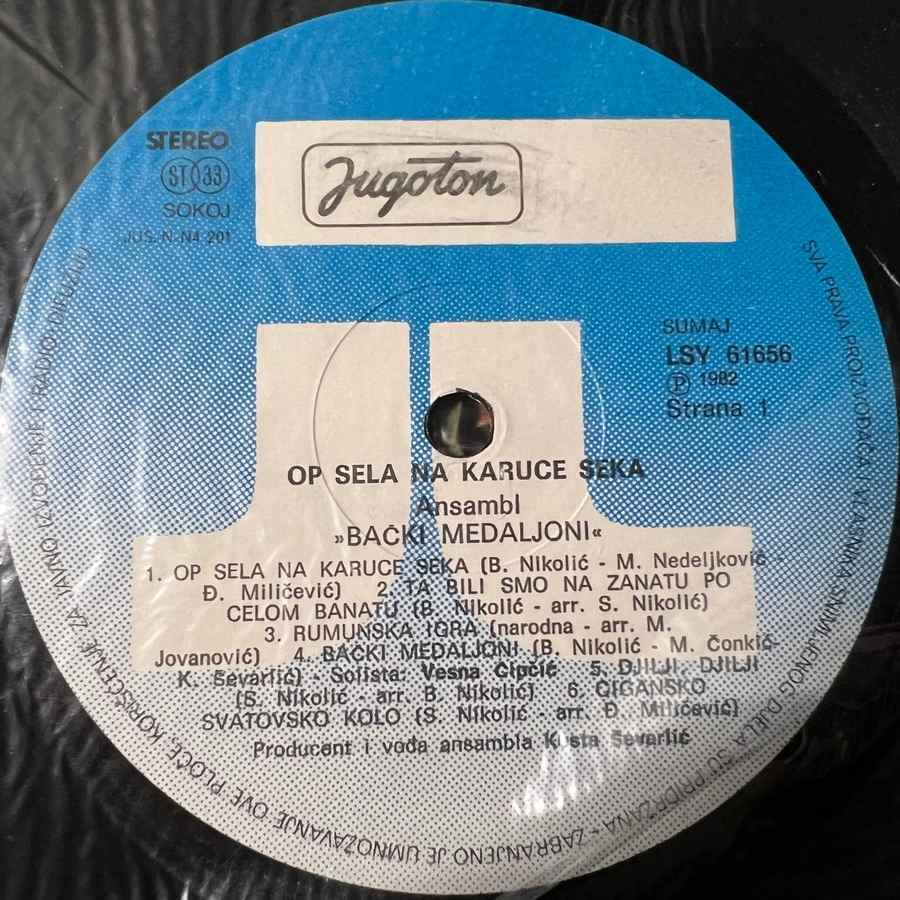 STEREO
ST 33
SOKOJ
JUS. N. N4 201
Jugoton
SUMAJ
LSY 61656
Ⓟ 1982
Strana 1
OP SELA NA KARUCE SEKA
Ansambl
»BAČKI MEDALJONI«
1. OP SELA NA KARUCE SEKA (B. Nikolić - M. Nedeljković
Đ. Miličević) 2. TA BILI SMO NA ZANATU PO
CELOM BANATU (B. Nikolić - arr. S. Nikolić)
3. RUMUNSKA IGRA (narodna - arr. M.
Jovanović) 4. BAČKI MEDALJONI (B. Nikolić - M. Čonkić-
K. Ševarlić) - Solista: Vesna Cipčić 5. DJILJI, DJILJI
(S. Nikolić - arr. B. Nikolić) 6. CIGANSKO
SVATOVSKO KOLO (S. Nikolić - arr. Đ. Miličević)
Producent i vođa ansambla Kosta Ševarlić
SVA PRAVA PROIZVOĐAČA I VLASNIKA SNIMLJENOG DJELA SU PRIDRŽANA - ZABRANJENO JE UMNOŽAVANJE OVE PLOČE, KORIŠĆENJE ZA JAVNO IZVOĐENJE I RADIO DIFUZIJU